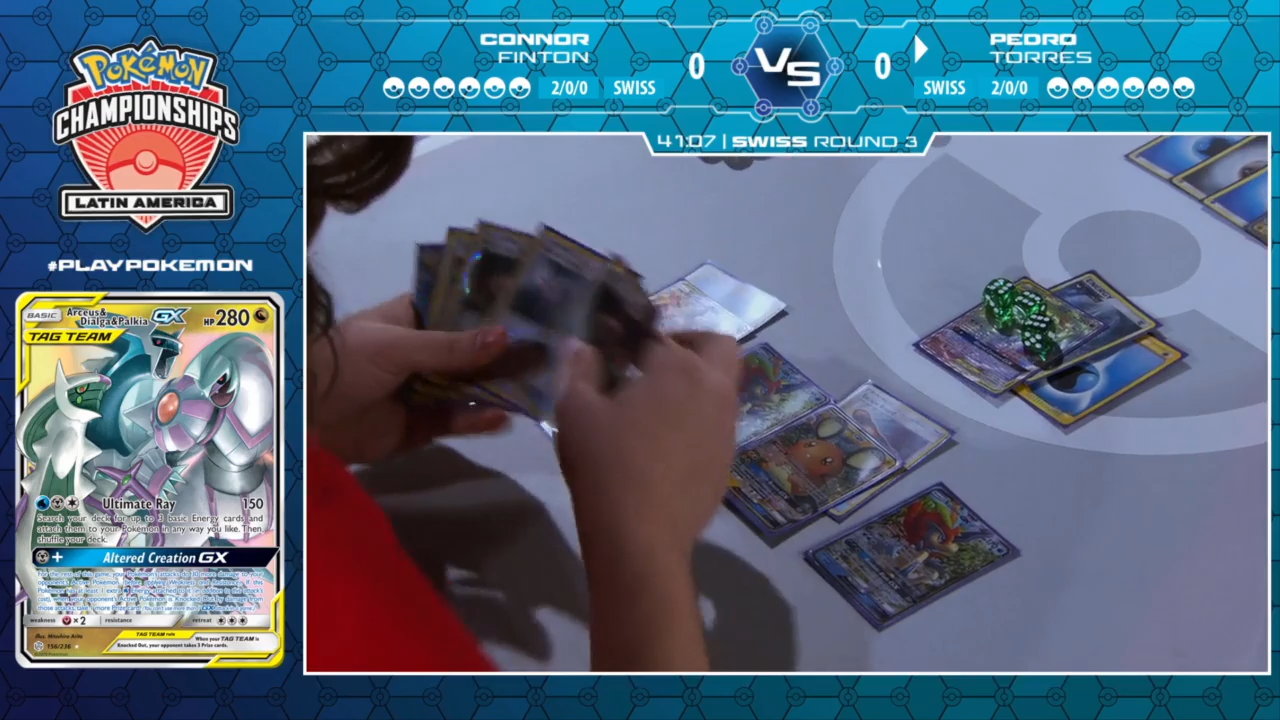 POKÉMON
CHAMPIONSHIPS
LATIN AMERICA
#PLAYPOKEMON
CONNOR
FINTON
2/0/0
SWISS
0
VS
0
PEDRO
TORRES
SWISS
2/0/0
41:07 | SWISS ROUND 3
BASIC
Arceus&
Dialga&Palkia GX
HP 280
TAG TEAM
Ultimate Ray 150
Search your deck for up to 3 basic Energy cards and
attach them to your Pokémon in any way you like. Then,
shuffle your deck.
+ Altered Creation GX
weakness ×2 resistance retreat
TAG TEAM rule
When your TAG TEAM is
Knocked Out, your opponent takes 3 Prize cards.
156/236